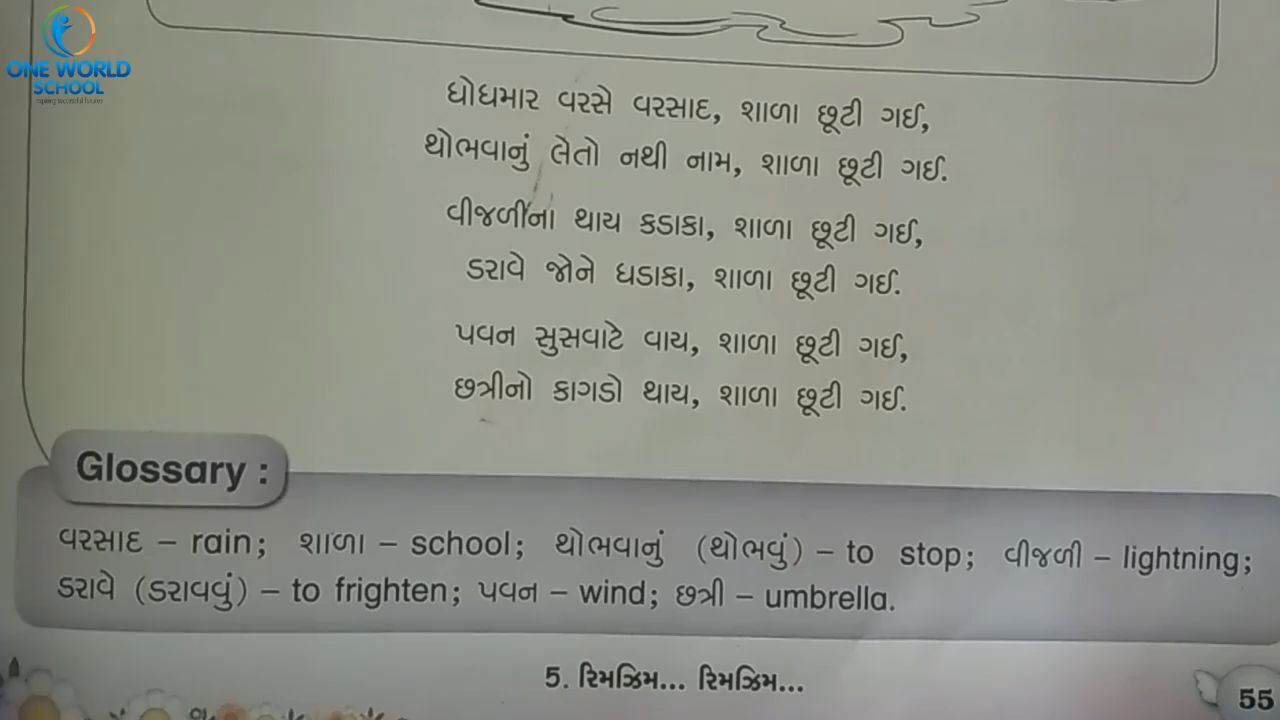 ONE WORLD
SCHOOL
ધોધમાર વરસે વરસાદ, શાળા છૂટી ગઈ,
થોભવાનું લેતો નથી નામ, શાળા છૂટી ગઈ.
વીજળીના થાય કડાકા, શાળા છૂટી ગઈ,
ડરાવે જોને ધડાકા, શાળા છૂટી ગઈ.
પવન સુસવાટે વાય, શાળા છૂટી ગઈ,
છત્રીનો કાગડો થાય, શાળા છૂટી ગઈ.
Glossary :
વરસાદ – rain; શાળા – school; થોભવાનું (થોભવું) – to stop; વીજળી – lightning;
ડરાવે (ડરાવવું) – to frighten; પવન – wind; છત્રી – umbrella.
5. રિમઝિમ... રિમઝિમ...
55